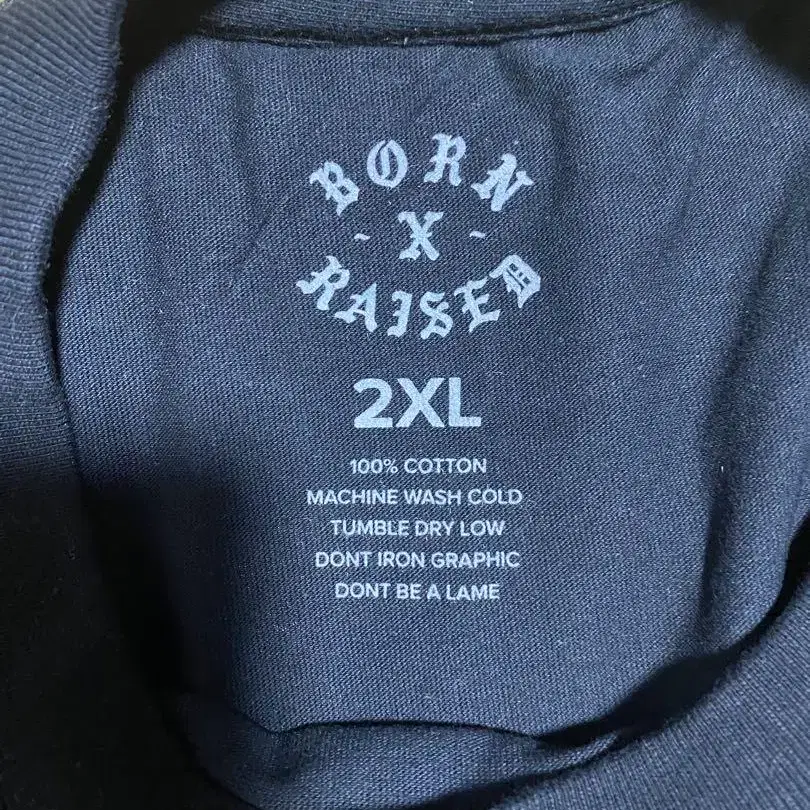 BORN
- X -
RAISED
2XL
100% COTTON
MACHINE WASH COLD
TUMBLE DRY LOW
DONT IRON GRAPHIC
DONT BE A LAME